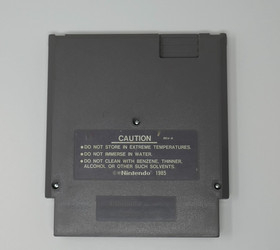 CAUTION
●DO NOT STORE IN EXTREME TEMPERATURES.
●DO NOT IMMERSE IN WATER.
●DO NOT CLEAN WITH BENZENE, THINNER,
ALCOHOL OR OTHER SUCH SOLVENTS.
©Nintendo 1985